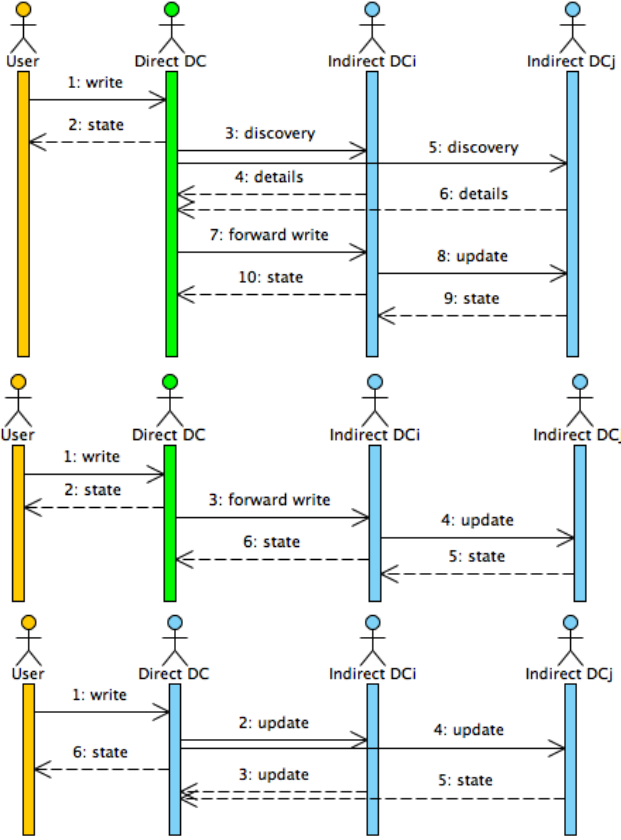 User Direct DC Indirect DCi Indirect DCj
1: write
2: state
3: discovery
5: discovery
4: details
6: details
7: forward write
8: update
10: state
9: state
User Direct DC Indirect DCi Indirect DCj
1: write
2: state
3: forward write
4: update
6: state
5: state
User Direct DC Indirect DCi Indirect DCj
1: write
2: update
4: update
6: state
3: update
5: state